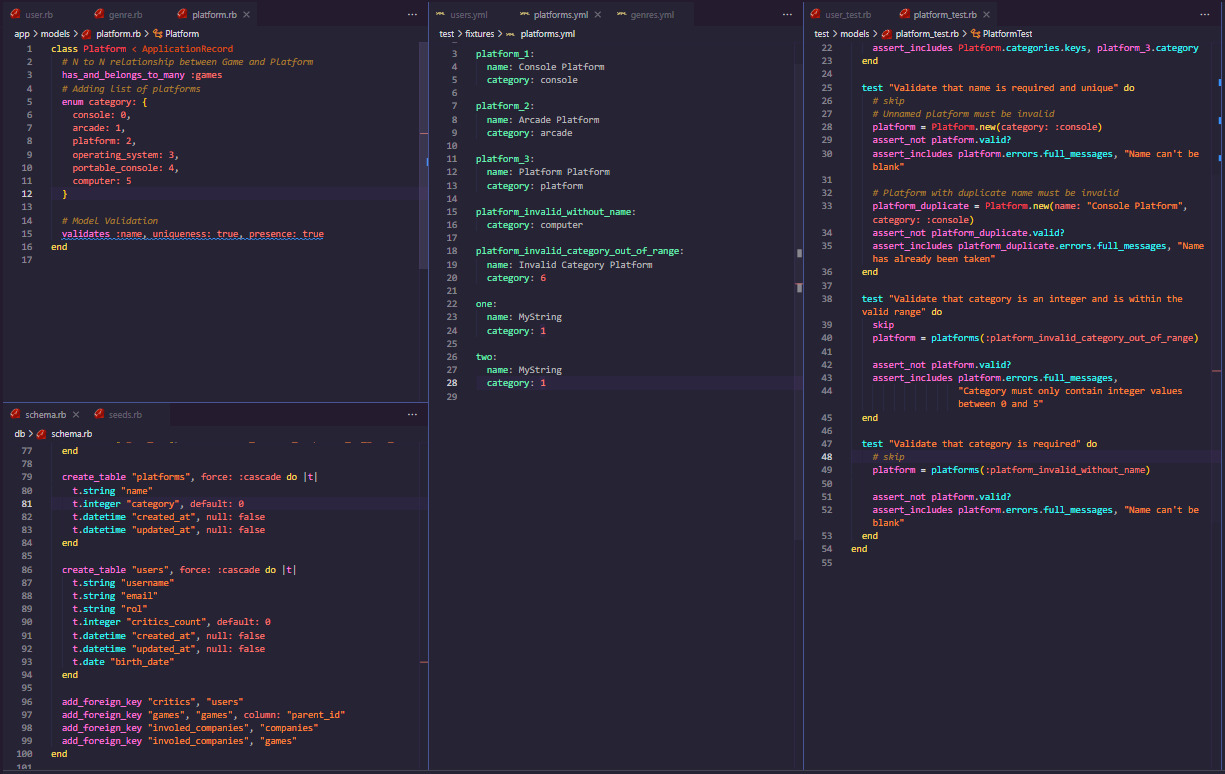 user.rb genre.rb platform.rb
app > models > platform.rb > Platform
1 class Platform < ApplicationRecord
2 # N to N relationship between Game and Platform
3 has_and_belongs_to_many :games
4 # Adding list of platforms
5 enum category: {
6 console: 0,
7 arcade: 1,
8 platform: 2,
9 operating_system: 3,
10 portable_console: 4,
11 computer: 5
12 }
13
14 # Model Validation
15 validates :name, uniqueness: true, presence: true
16 end
17
schema.rb seeds.rb
db > schema.rb
77 end
78
79 create_table "platforms", force: :cascade do |t|
80 t.string "name"
81 t.integer "category", default: 0
82 t.datetime "created_at", null: false
83 t.datetime "updated_at", null: false
84 end
85
86 create_table "users", force: :cascade do |t|
87 t.string "username"
88 t.string "email"
89 t.string "rol"
90 t.integer "critics_count", default: 0
91 t.datetime "created_at", null: false
92 t.datetime "updated_at", null: false
93 t.date "birth_date"
94 end
95
96 add_foreign_key "critics", "users"
97 add_foreign_key "games", "games", column: "parent_id"
98 add_foreign_key "involed_companies", "companies"
99 add_foreign_key "involed_companies", "games"
100 end
101
users.yml platforms.yml genres.yml
test > fixtures > platforms.yml
3 platform_1:
4 name: Console Platform
5 category: console
6
7 platform_2:
8 name: Arcade Platform
9 category: arcade
10
11 platform_3:
12 name: Platform Platform
13 category: platform
14
15 platform_invalid_without_name:
16 category: computer
17
18 platform_invalid_category_out_of_range:
19 name: Invalid Category Platform
20 category: 6
21
22 one:
23 name: MyString
24 category: 1
25
26 two:
27 name: MyString
28 category: 1
29
user_test.rb platform_test.rb
test > models > platform_test.rb > PlatformTest
22 assert_includes Platform.categories.keys, platform_3.category
23 end
24
25 test "Validate that name is required and unique" do
26 # skip
27 # Unnamed platform must be invalid
28 platform = Platform.new(category: :console)
29 assert_not platform.valid?
30 assert_includes platform.errors.full_messages, "Name can't be
blank"
31
32 # Platform with duplicate name must be invalid
33 platform_duplicate = Platform.new(name: "Console Platform",
category: :console)
34 assert_not platform_duplicate.valid?
35 assert_includes platform_duplicate.errors.full_messages, "Name
has already been taken"
36 end
37
38 test "Validate that category is an integer and is within the
valid range" do
39 skip
40 platform = platforms(:platform_invalid_category_out_of_range)
41
42 assert_not platform.valid?
43 assert_includes platform.errors.full_messages,
44 "Category must only contain integer values
between 0 and 5"
45 end
46
47 test "Validate that category is required" do
48 # skip
49 platform = platforms(:platform_invalid_without_name)
50
51 assert_not platform.valid?
52 assert_includes platform.errors.full_messages, "Name can't be
blank"
53 end
54 end
55